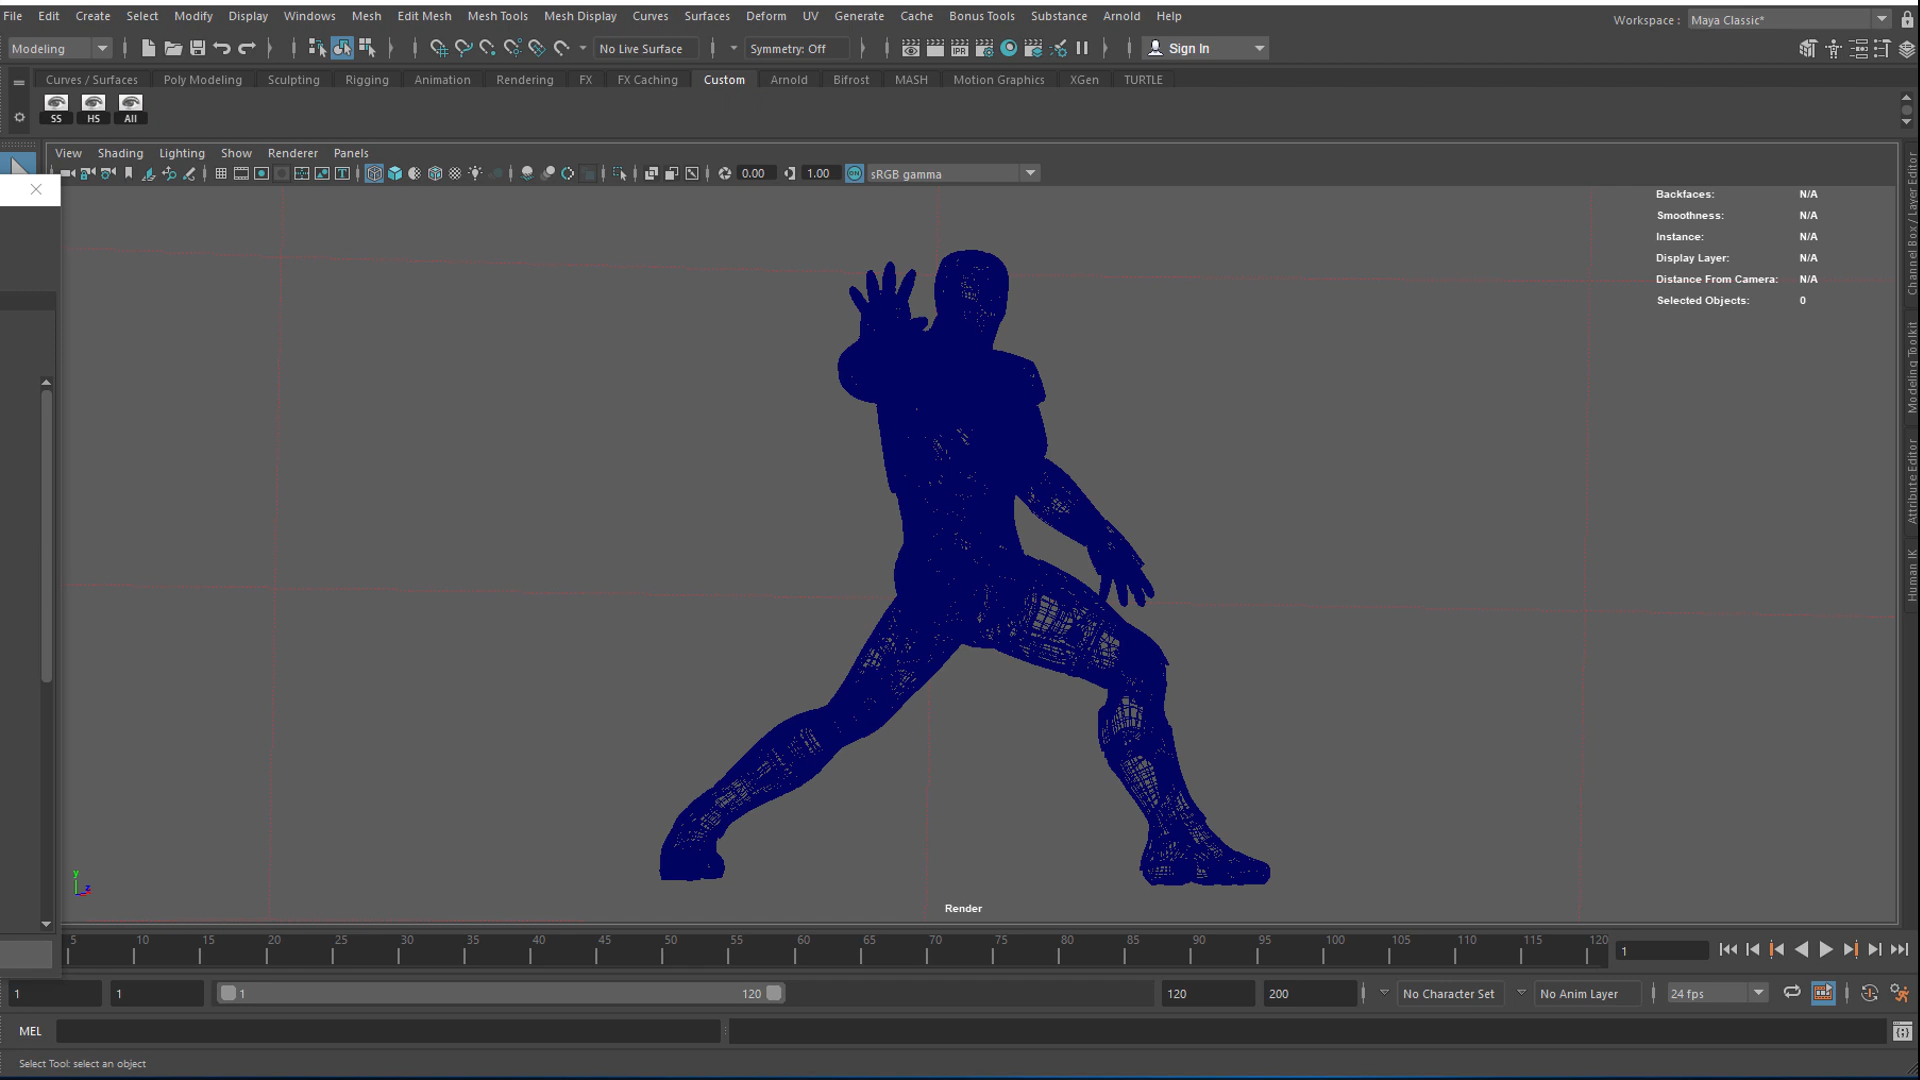 File Edit Create Select Modify Display Windows Mesh Edit Mesh Mesh Tools Mesh Display Curves Surfaces Deform UV Generate Cache Bonus Tools Substance Arnold Help
Workspace : Maya Classic*
Modeling No Live Surface Symmetry: Off IPR Sign In
Curves / Surfaces Poly Modeling Sculpting Rigging Animation Rendering FX FX Caching Custom Arnold Bifrost MASH Motion Graphics XGen TURTLE
SS HS All
View Shading Lighting Show Renderer Panels
0.00 1.00 ON sRGB gamma
Backfaces: N/A
Smoothness: N/A
Instance: N/A
Display Layer: N/A
Distance From Camera: N/A
Selected Objects: 0
Channel Box / Layer Editor
Modeling Toolkit
Attribute Editor
Human IK
y
z
Render
5 10 15 20 25 30 35 40 45 50 55 60 65 70 75 80 85 90 95 100 105 110 115 120
1
1 1 1 120 120 200 No Character Set No Anim Layer 24 fps
MEL
Select Tool: select an object